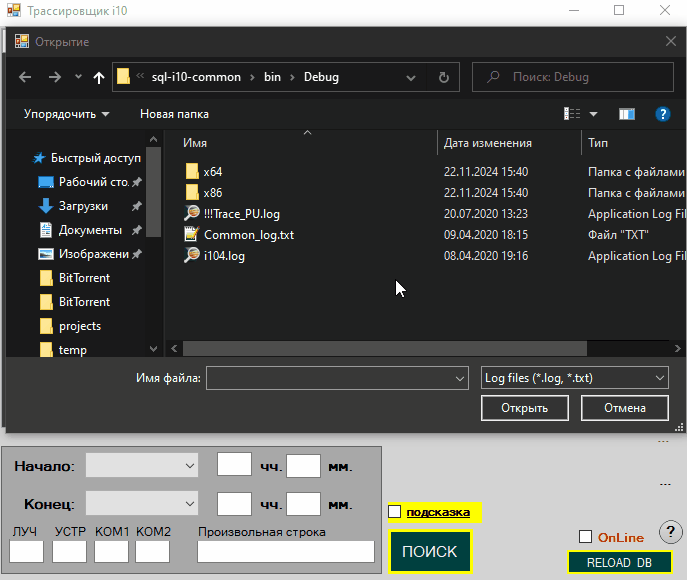 Трассировщик i10
Открытие
« sql-i10-common › bin › Debug
Поиск: Debug
Упорядочить
Новая папка
?
Имя
Дата изменения
Тип
Быстрый доступ
Рабочий сто.
Загрузки
Документы
Изображени
BitTorrent
BitTorrent
projects
temp
x64 22.11.2024 15:40 Папка с файлами
x86 22.11.2024 15:40 Папка с файлами
!!!Trace_PU.log 20.07.2020 13:23 Application Log Fil
Common_log.txt 09.04.2020 18:15 Файл "TXT"
i104.log 08.04.2020 19:16 Application Log Fil
Имя файла:
Log files (*.log, *.txt)
Открыть
Отмена
...
...
Начало: чч. мм.
Конец: чч. мм.
ЛУЧ УСТР КОМ1 КОМ2 Произвольная строка
подсказка
ПОИСК
OnLine
?
RELOAD DB